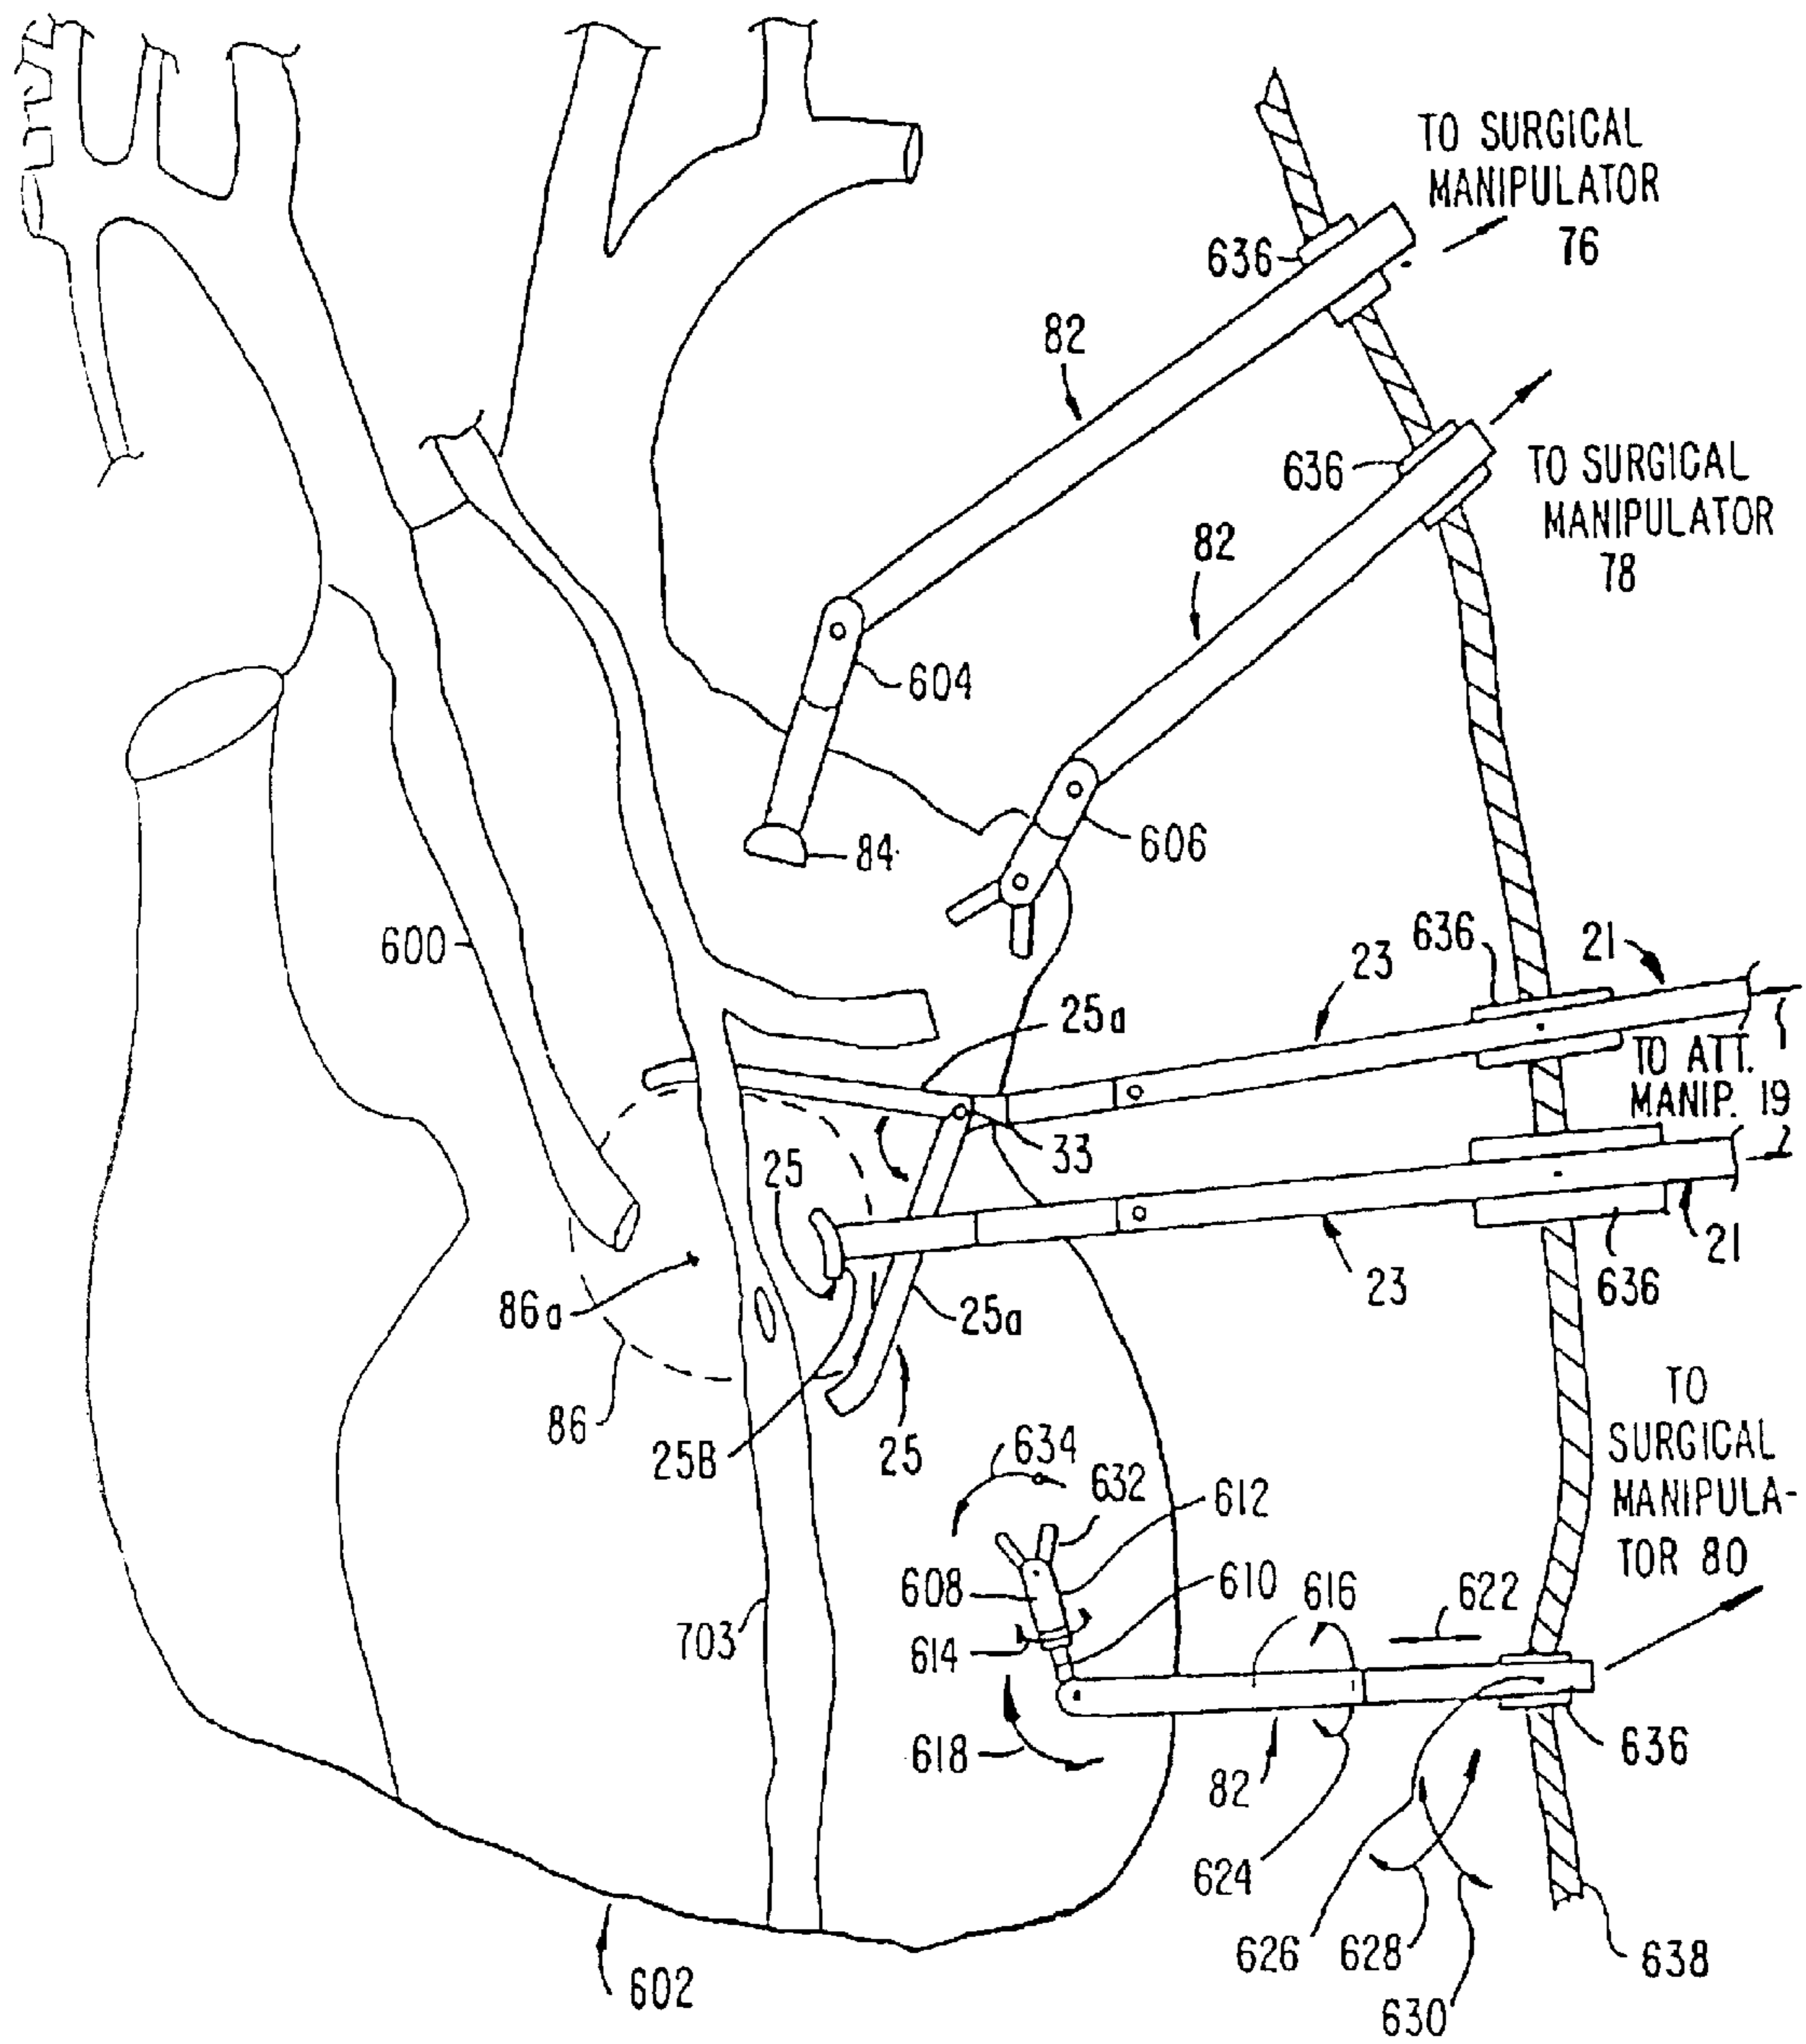 TO SURGICAL
MANIPULATOR
76
636
82
636
TO SURGICAL
MANIPULATOR
78
82
604
84
606
600
636
21
23
25a
TO ATT.
MANIP. 19
33
25
21
23
636
86a
25a
86
25B
25
TO
SURGICAL
MANIPULA-
TOR 80
634
632
612
608
610
616
622
703
614
618
82
636
624
626
628
638
602
630